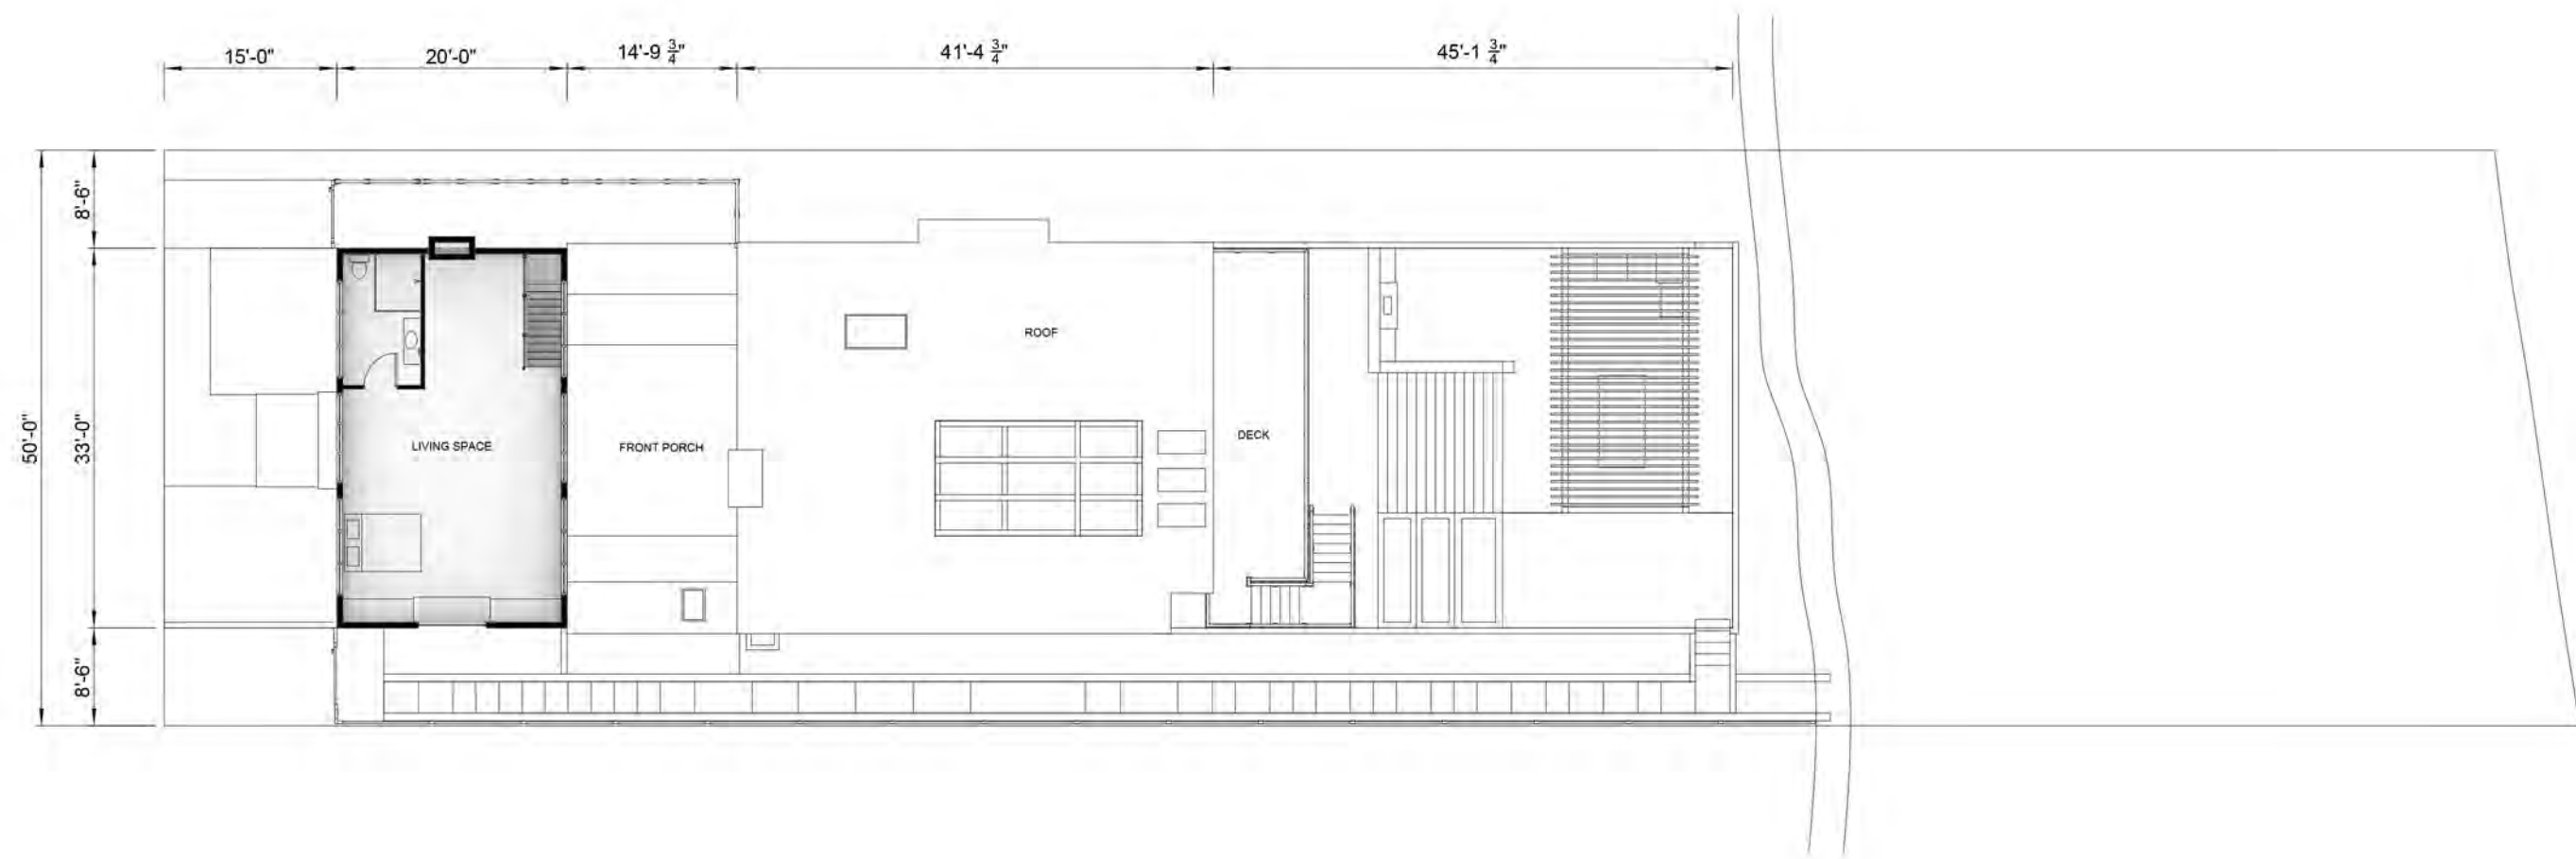 15'-0"
20'-0"
14'-9 3/4"
41'-4 3/4"
45'-1 3/4"
8'-6"
50'-0"
33'-0"
8'-6"
ROOF
LIVING SPACE
FRONT PORCH
DECK